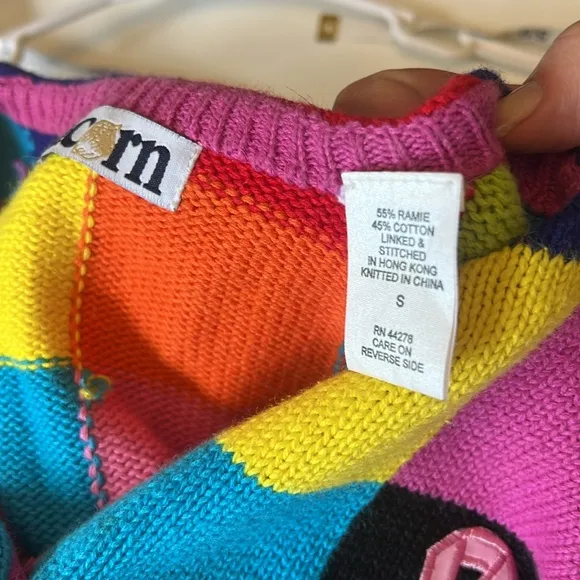 corn
55% RAMIE
45% COTTON
LINKED &
STITCHED
IN HONG KONG
KNITTED IN CHINA
S
RN 44278
CARE ON
REVERSE SIDE